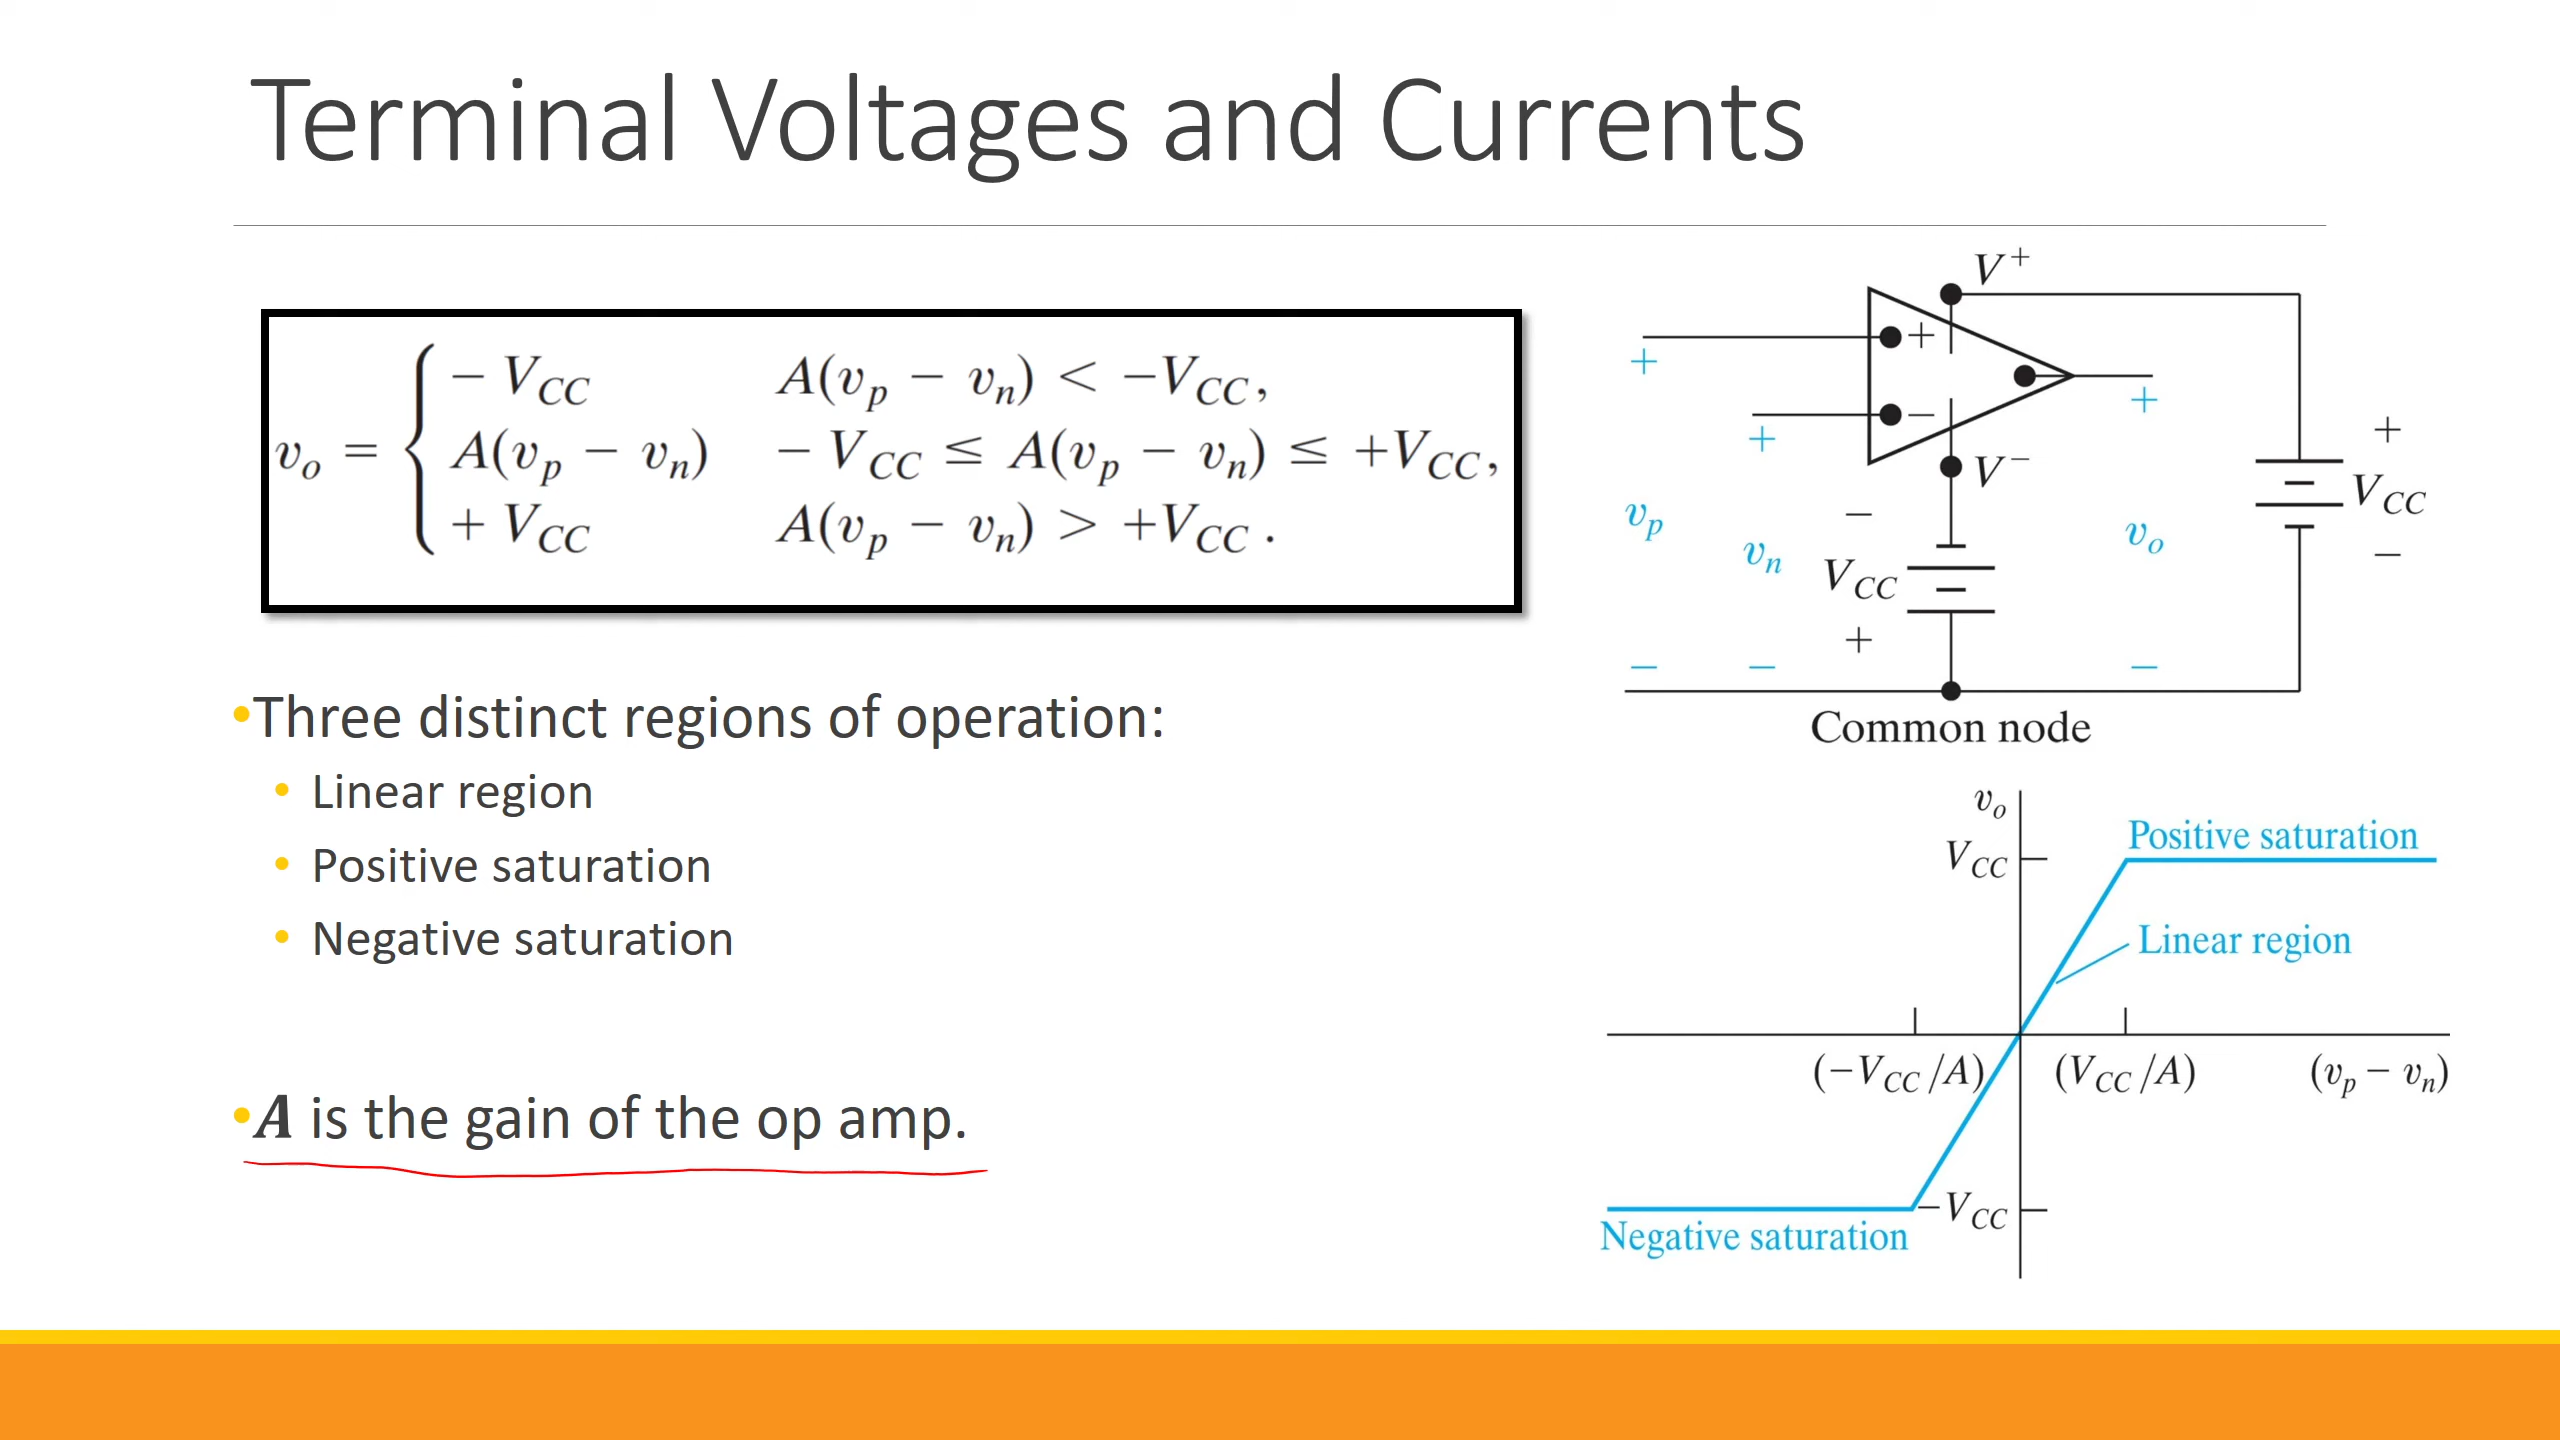 Terminal Voltages and Currents
v_o = { − V_CC   A(v_p − v_n) < −V_CC,
A(v_p − v_n)   − V_CC ≤ A(v_p − v_n) ≤ +V_CC,
+ V_CC   A(v_p − v_n) > +V_CC .
•Three distinct regions of operation:
• Linear region
• Positive saturation
• Negative saturation
•A is the gain of the op amp.
V⁺
+
+
−
+
+
+
V⁻
−
V_CC
+
v_p
v_n
v_o
+
V_CC
−
−
−
−
Common node
v_o
V_CC
Positive saturation
Linear region
(−V_CC /A)
(V_CC /A)
(v_p − v_n)
−V_CC
Negative saturation